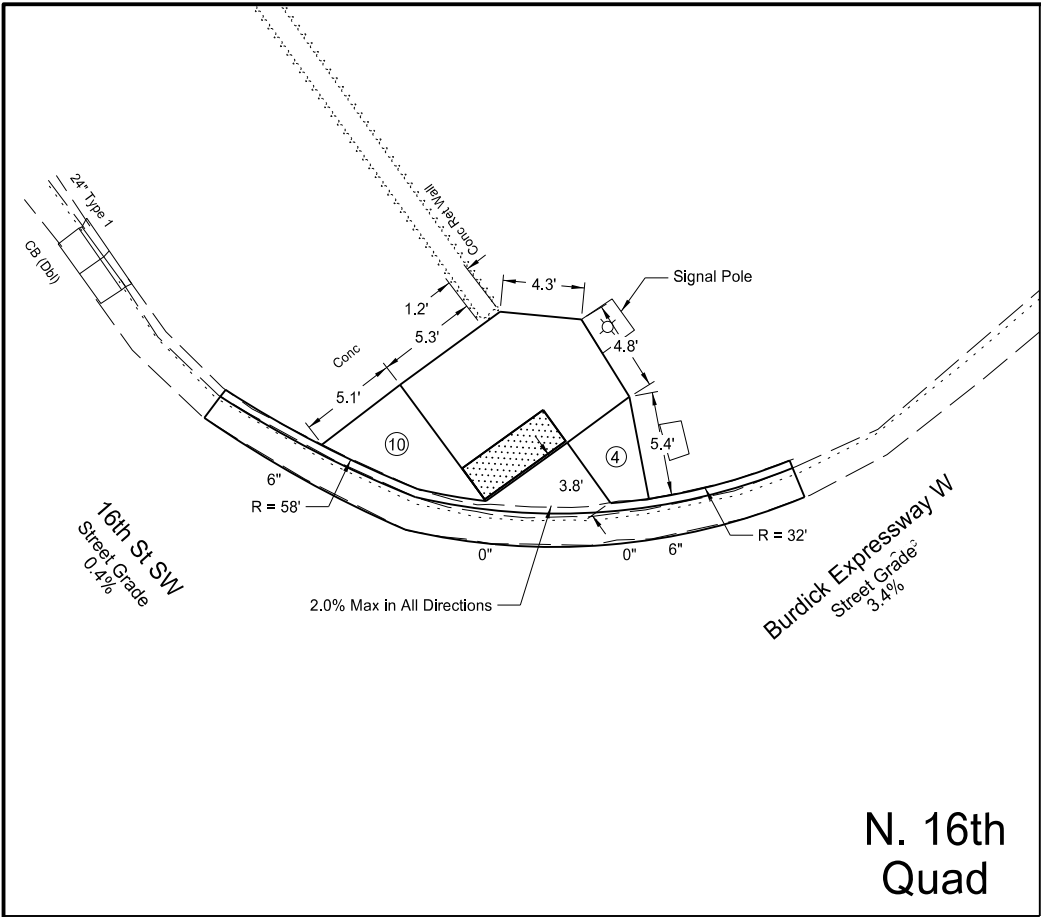 24" Type 1
CB (Dbl)
Conc Ret Wall
4.3'
Signal Pole
1.2'
5.3'
4.8'
Conc
5.1'
10
4
5.4'
3.8'
6"
R = 58'
R = 32'
0"
0"
6"
16th St SW
Street Grade
0.4%
2.0% Max in All Directions
Burdick Expressway W
Street Grade
3.4%
N. 16th
Quad